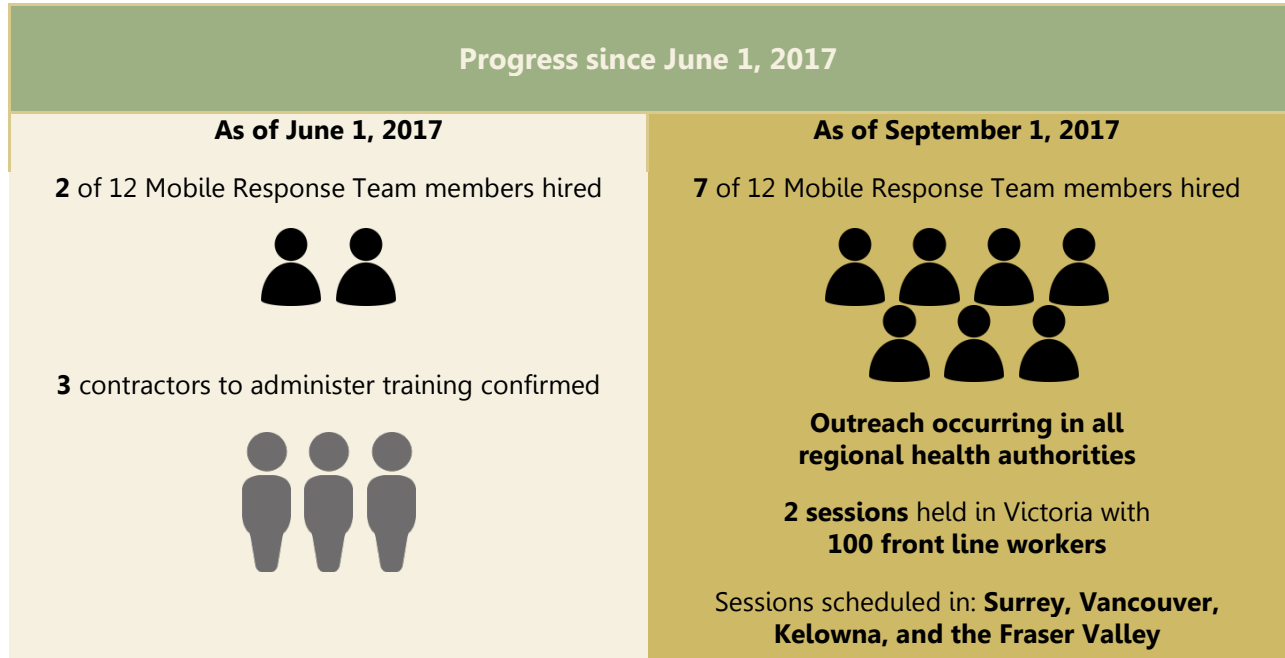 Progress since June 1, 2017
As of June 1, 2017
2 of 12 Mobile Response Team members hired
3 contractors to administer training confirmed
As of September 1, 2017
7 of 12 Mobile Response Team members hired
Outreach occurring in all
regional health authorities
2 sessions held in Victoria with
100 front line workers
Sessions scheduled in: Surrey, Vancouver,
Kelowna, and the Fraser Valley